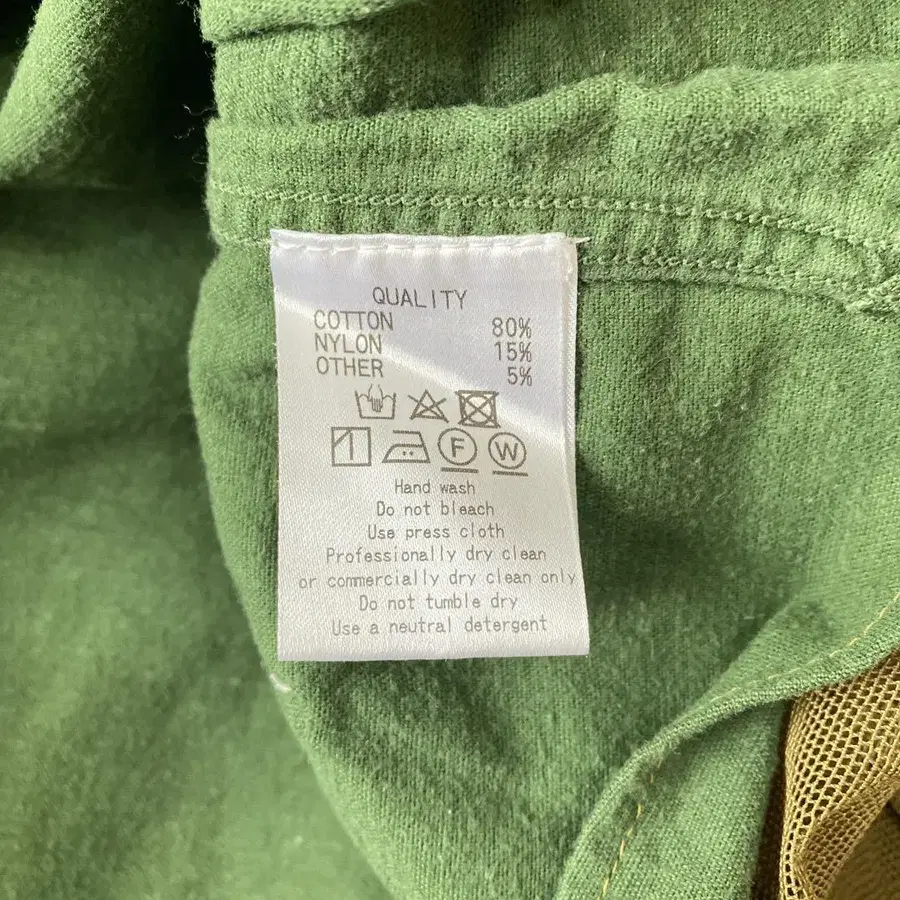 QUALITY
COTTON 80%
NYLON 15%
OTHER 5%
F W
Hand wash
Do not bleach
Use press cloth
Professionally dry clean
or commercially dry clean only
Do not tumble dry
Use a neutral detergent